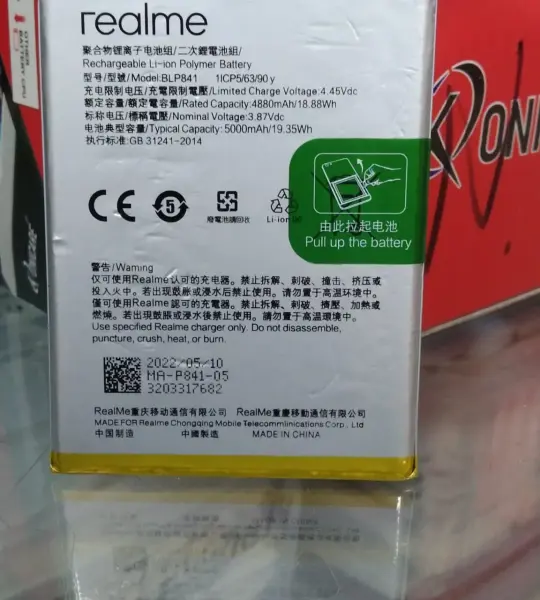 realme
聚合物锂离子电池组/二次鋰電池組/
Rechargeable Li-ion Polymer Battery
型号/型號/Model:BLP841 1ICP5/63/90 y
充电限制电压/充電限制電壓/Limited Charge Voltage:4.45Vdc
额定容量/額定電容量/Rated Capacity:4880mAh/18.88Wh
标称电压/標稱電壓/Nominal Voltage:3.87Vdc
电池典型容量/Typical Capacity:5000mAh/19.35Wh
执行标准:GB 31241-2014
CE
5
廢電池請回收
Li-ion
由此拉起电池
Pull up the battery
警告/Warning
仅可使用Realme认可的充电器。禁止拆解、刺破、撞击、挤压或
投入火中。若出现鼓胀或浸水后禁止使用。请勿置于高温环境中。
僅可使用Realme 認可的充電器。禁止拆解、刺破、擠壓、加熱或
燃燒。若出現鼓脹或浸水後禁止使用。請勿置于高溫環境中。
Use specified Realme charger only. Do not disassemble,
puncture, crush, heat, or burn.
2022/05/10
MA-P841-05
3203317682
RealMe重庆移动通信有限公司 RealMe重慶移動通信有限公司
MADE FOR Realme Chongqing Mobile Telecommunications Corp., Ltd
中国制造 中國製造 MADE IN CHINA